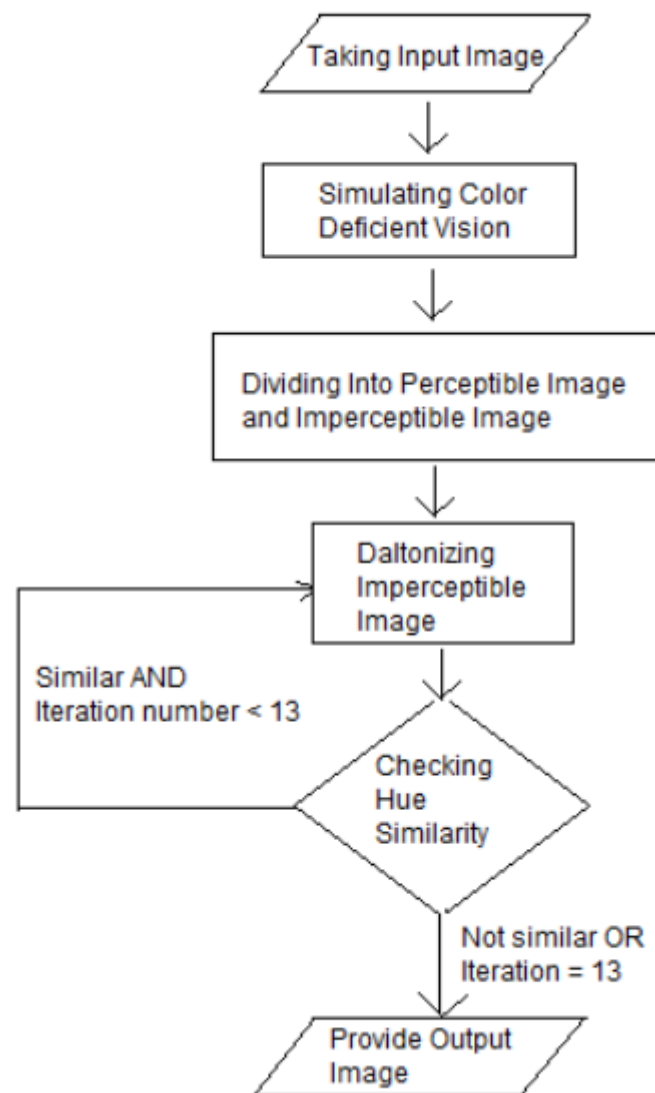 Taking Input Image
Simulating Color
Deficient Vision
Dividing Into Perceptible Image
and Imperceptible Image
Daltonizing
Imperceptible
Image
Similar AND
Iteration number < 13
Checking
Hue
Similarity
Not similar OR
Iteration = 13
Provide Output
Image